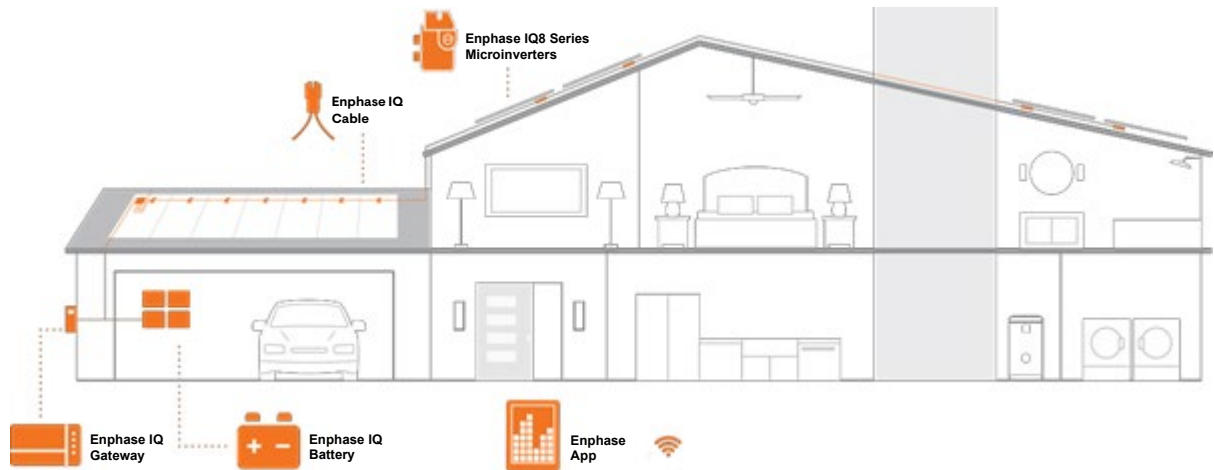 Enphase IQ8 Series
Microinverters
Enphase IQ
Cable
Enphase IQ
Gateway
Enphase IQ
Battery
Enphase
App